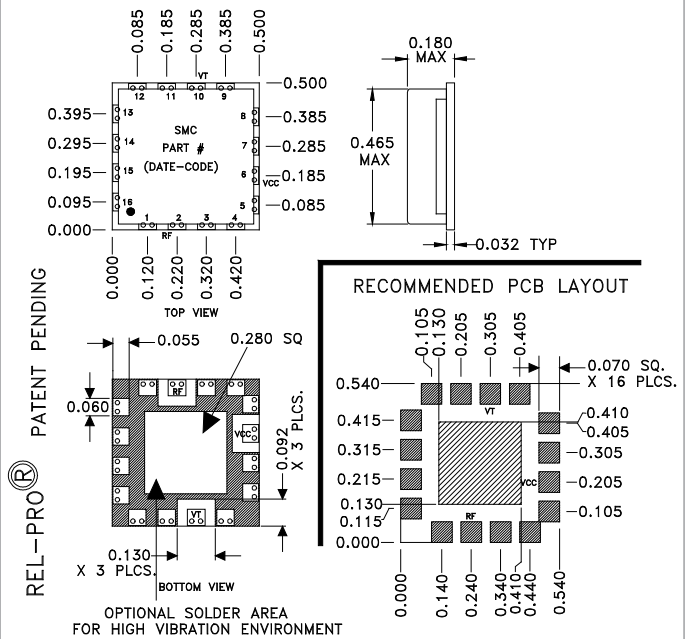 0.085
0.185
0.285
0.385
0.500
VT
12 11 10 9
0.500
0.395
13
SMC
8
0.385
0.295
14
PART #
7
0.285
0.195
15
(DATE-CODE)
6
0.185
VCC
0.095
16
5
0.085
0.000
1 2 3 4
RF
0.000
0.120
0.220
0.320
0.420
TOP VIEW
0.180
MAX
0.465
MAX
0.032 TYP
REL-PRO® PATENT PENDING
0.055
0.280 SQ
RF
0.060
VCC
0.092
X 3 PLCS.
VT
0.130
X 3 PLCS.
BOTTOM VIEW
OPTIONAL SOLDER AREA
FOR HIGH VIBRATION ENVIRONMENT
RECOMMENDED PCB LAYOUT
0.105
0.130
0.205
0.305
0.405
0.070 SQ.
X 16 PLCS.
0.540
VT
0.415
0.410
0.405
0.315
0.305
0.215
VCC
0.205
0.130
0.115
RF
0.105
0.000
0.000
0.140
0.240
0.340
0.410
0.440
0.540